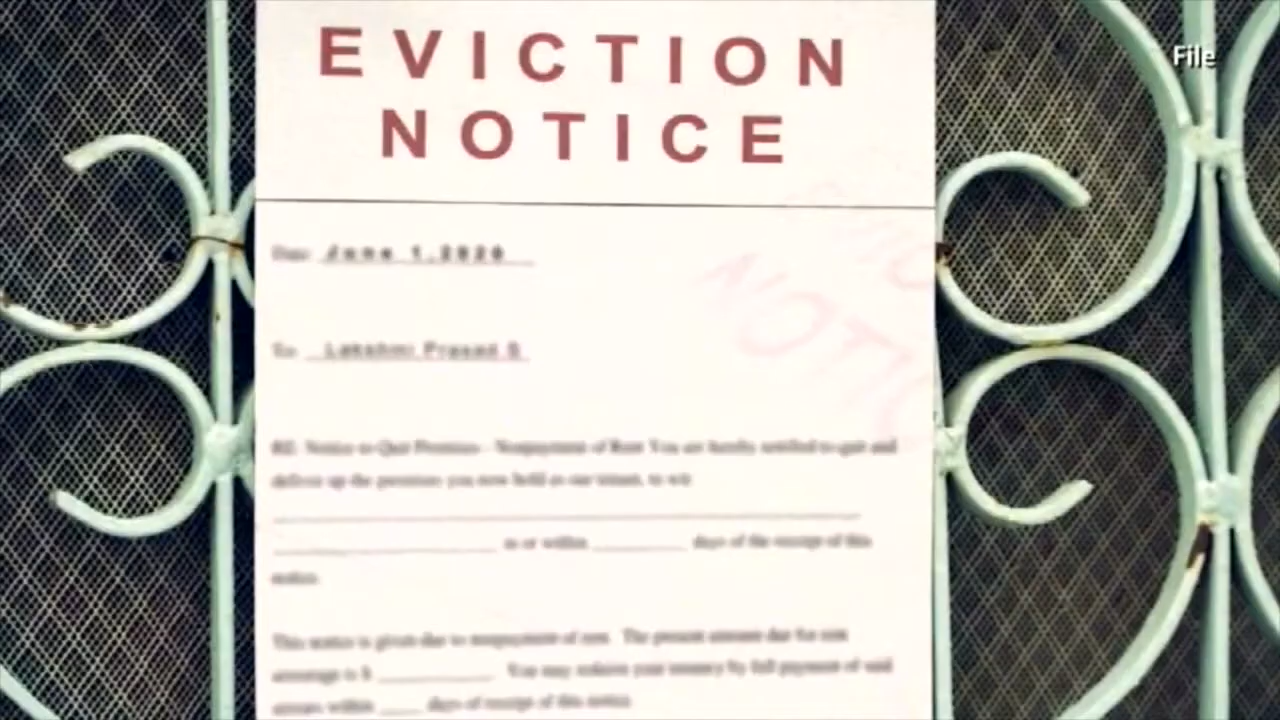 File
EVICTION
NOTICE
Date: June 1, 2020
To: Lakshmi Prasad S
RE: Notice to Quit Premises - Nonpayment of Rent You are hereby notified to quit and
deliver up the premises you now hold as our tenant, to wit:
in or within days of the receipt of this
notice.
This notice is given due to nonpayment of rent. The present amount due for rent
arrearage is $ You may redeem your tenancy by full payment of said
arrears within days of receipt of this notice.
NOTIC